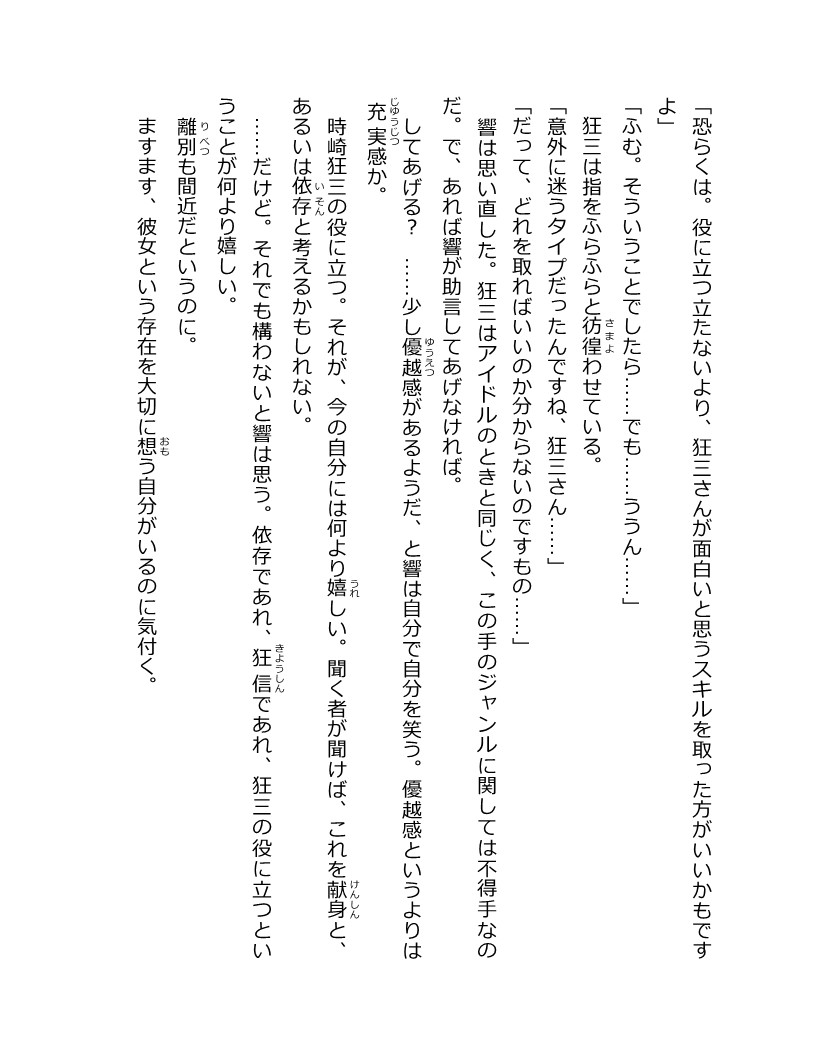 「恐らくは。役に立つ立たないより、狂三さんが面白いと思うスキルを取った方がいいかもです
よ」
「ふむ。そういうことでしたら……でも……ううん……」
狂三は指をふらふらと彷徨わせている。
「意外に迷うタイプだったんですね、狂三さん……」
「だって、どれを取ればいいのか分からないのですもの……」
響は思い直した。狂三はアイドルのときと同じく、この手のジャンルに関しては不得手なの
だ。で、あれば響が助言してあげなければ。
してあげる？　……少し優越感があるようだ、と響は自分で自分を笑う。優越感というよりは
充実感か。
時崎狂三の役に立つ。それが、今の自分には何より嬉しい。聞く者が聞けば、これを献身と、
あるいは依存と考えるかもしれない。
……だけど。それでも構わないと響は思う。依存であれ、狂信であれ、狂三の役に立つとい
うことが何より嬉しい。
離別も間近だというのに。
ますます、彼女という存在を大切に想う自分がいるのに気付く。